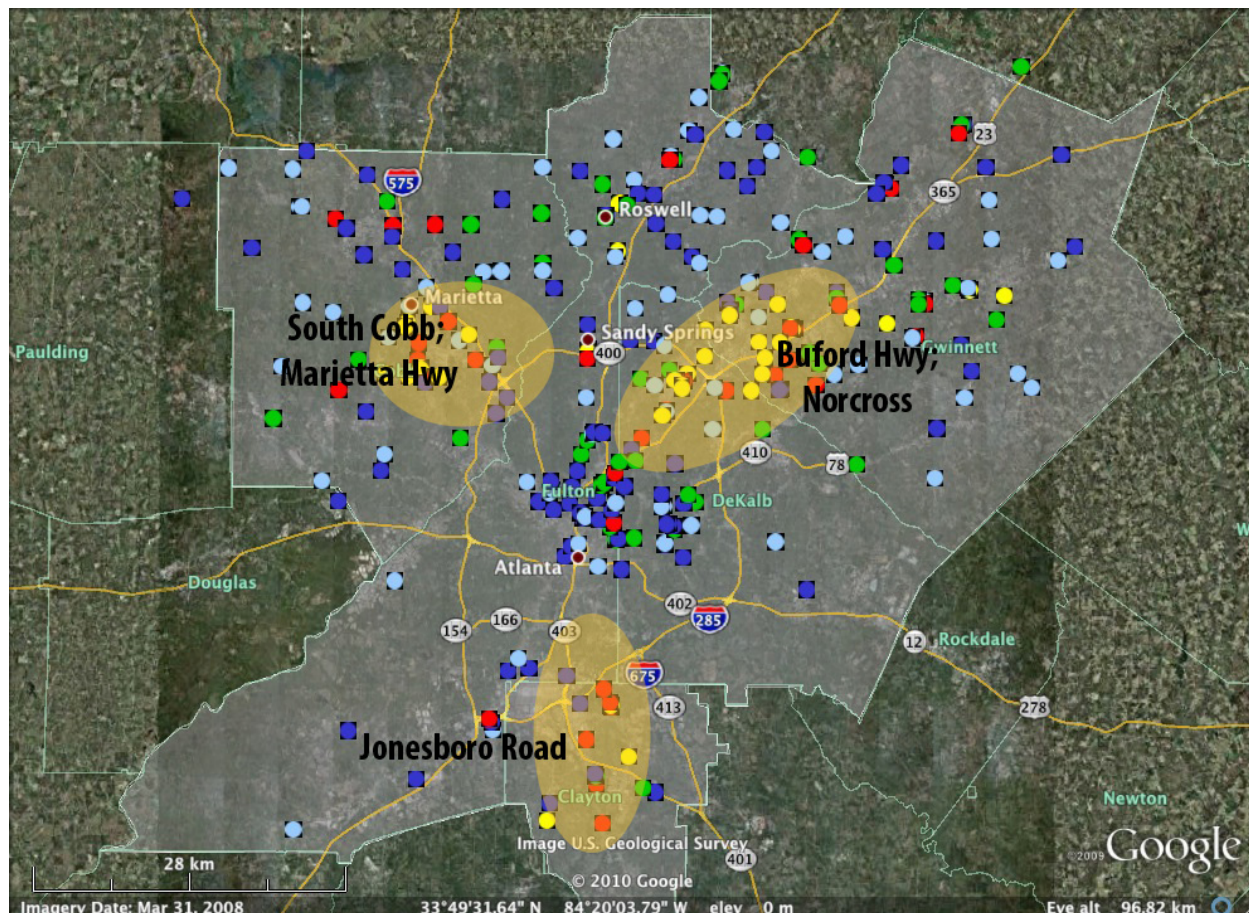 23
575
365
Roswell
Marietta
South Cobb;
Marietta Hwy
Sandy Springs
400
Buford Hwy;
Norcross
Gwinnett
Paulding
410
78
Fulton
DeKalb
Atlanta
Douglas
402
285
154
166
403
12
Rockdale
675
413
278
Jonesboro Road
Clayton
Newton
Image U.S. Geological Survey
©2009 Google
28 km
401
© 2010 Google
Imagery Date: Mar 31, 2008
33°49'31.64" N 84°20'03.79" W elev 0 m
Eye alt 96.82 km